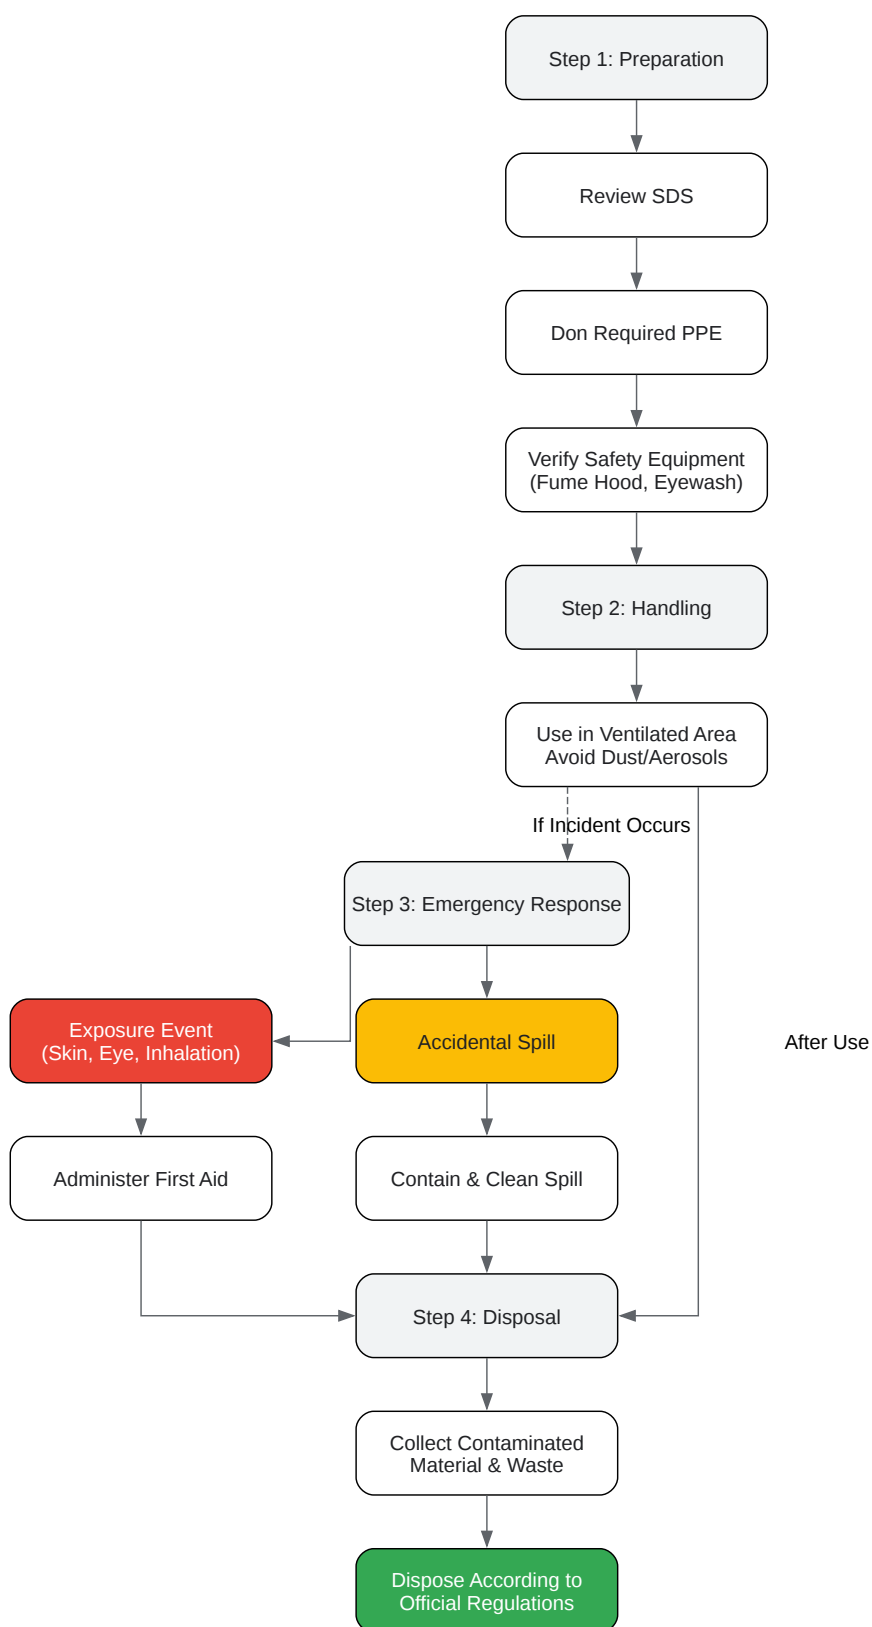 Step 1: Preparation
Review SDS
Don Required PPE
Verify Safety Equipment
(Fume Hood, Eyewash)
Step 2: Handling
Use in Ventilated Area
Avoid Dust/Aerosols
If Incident Occurs
Step 3: Emergency Response
Exposure Event
(Skin, Eye, Inhalation)
Accidental Spill
After Use
Administer First Aid
Contain & Clean Spill
Step 4: Disposal
Collect Contaminated
Material & Waste
Dispose According to
Official Regulations